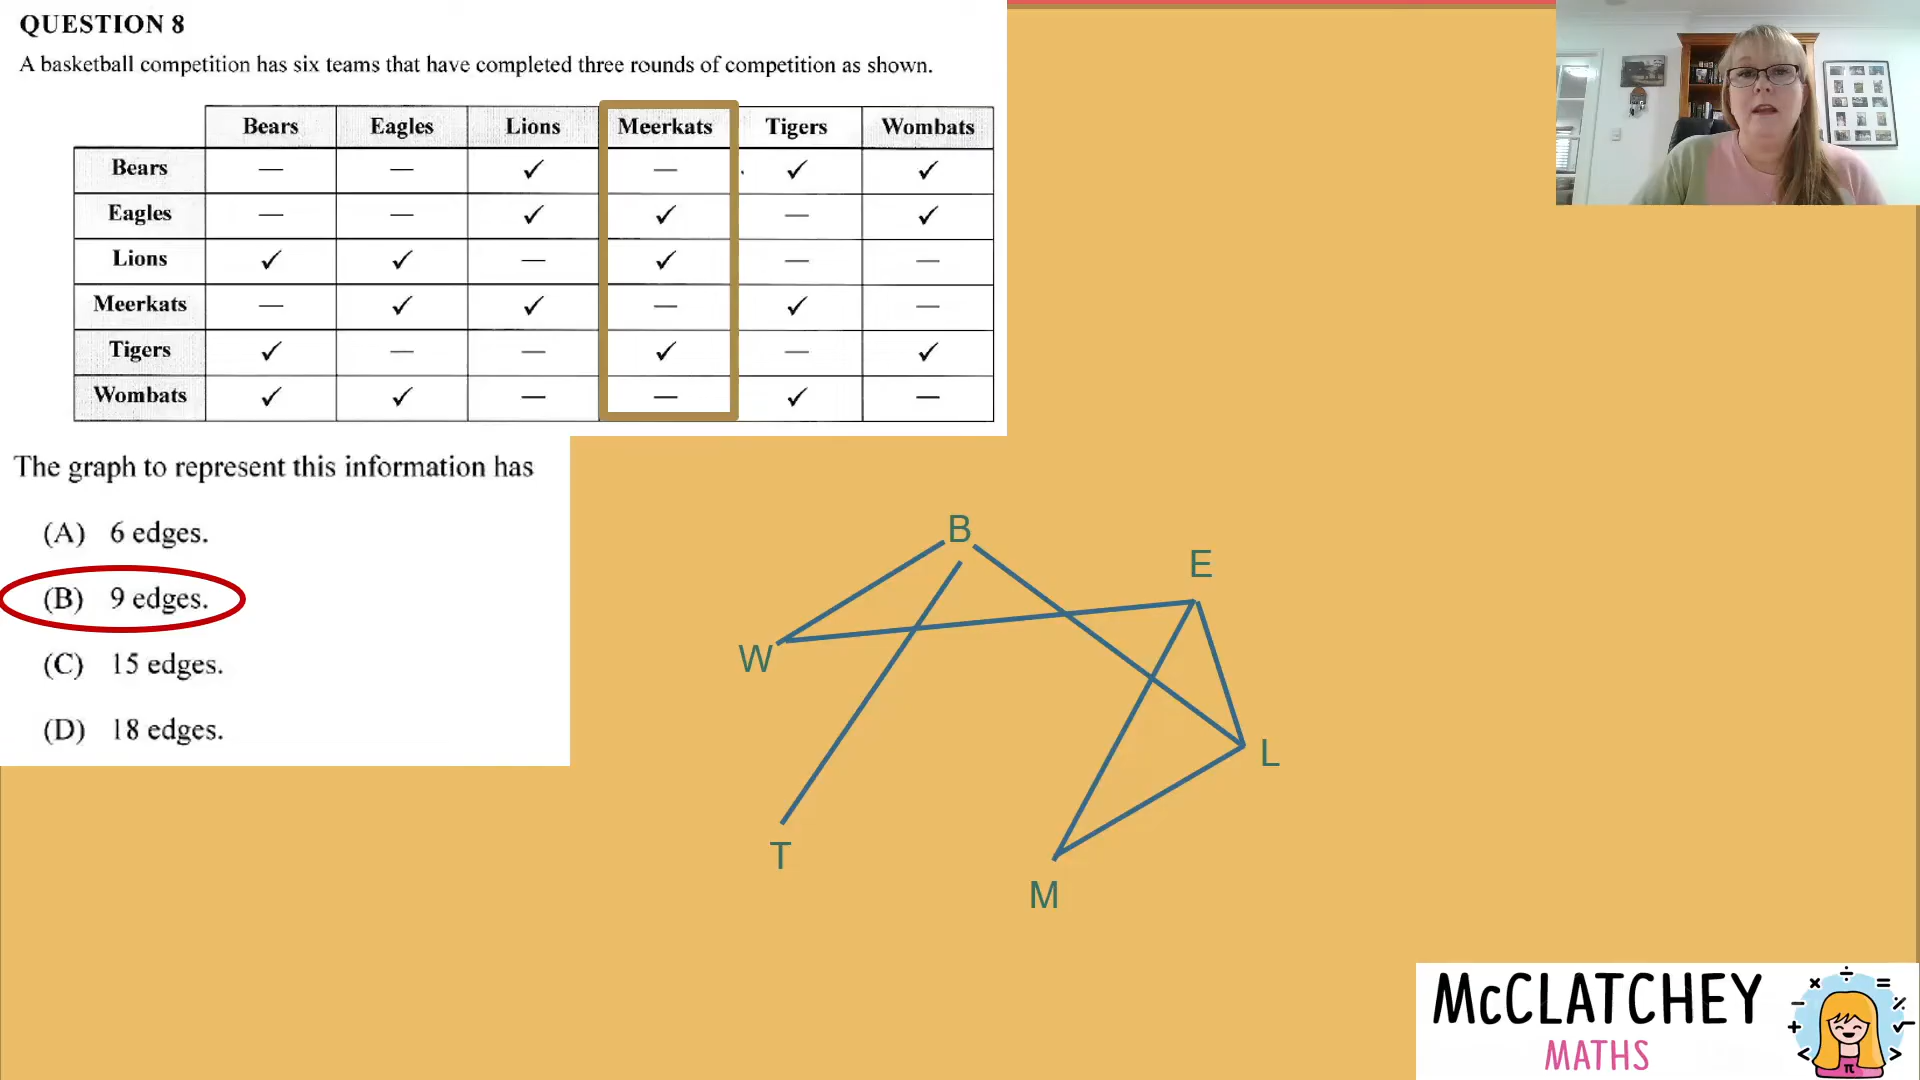 QUESTION 8
A basketball competition has six teams that have completed three rounds of competition as shown.
Bears Eagles Lions Meerkats Tigers Wombats
Bears — — ✓ — ✓ ✓
Eagles — — ✓ ✓ — ✓
Lions ✓ ✓ — ✓ — —
Meerkats — ✓ ✓ — ✓ —
Tigers ✓ — — ✓ — ✓
Wombats ✓ ✓ — — ✓ —
The graph to represent this information has
(A) 6 edges.
(B) 9 edges.
(C) 15 edges.
(D) 18 edges.
B
E
W
L
T
M
McCLATCHEY
MATHS
× ÷ = − % + √ < > π